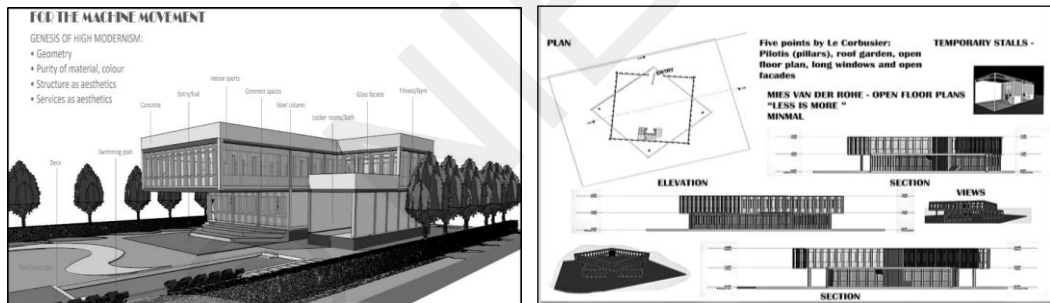 FOR THE MACHINE MOVEMENT
GENESIS OF HIGH MODERNISM:
• Geometry
• Purity of material, colour
• Structure as aesthetics
• Services as aesthetics
Indoor sports
Concrete
Entry/Exit
Common spaces
Steel column
Locker rooms/Bath
Glass facade
Fitness/Gym
Deck
Swimming pool
PLAN
ENTRY
Five points by Le Corbusier:
Pilotis (pillars), roof garden, open
floor plan, long windows and open
facades
MIES VAN DER ROHE - OPEN FLOOR PLANS
"LESS IS MORE "
MINMAL
TEMPORARY STALLS -
ELEVATION
SECTION
VIEWS
SECTION